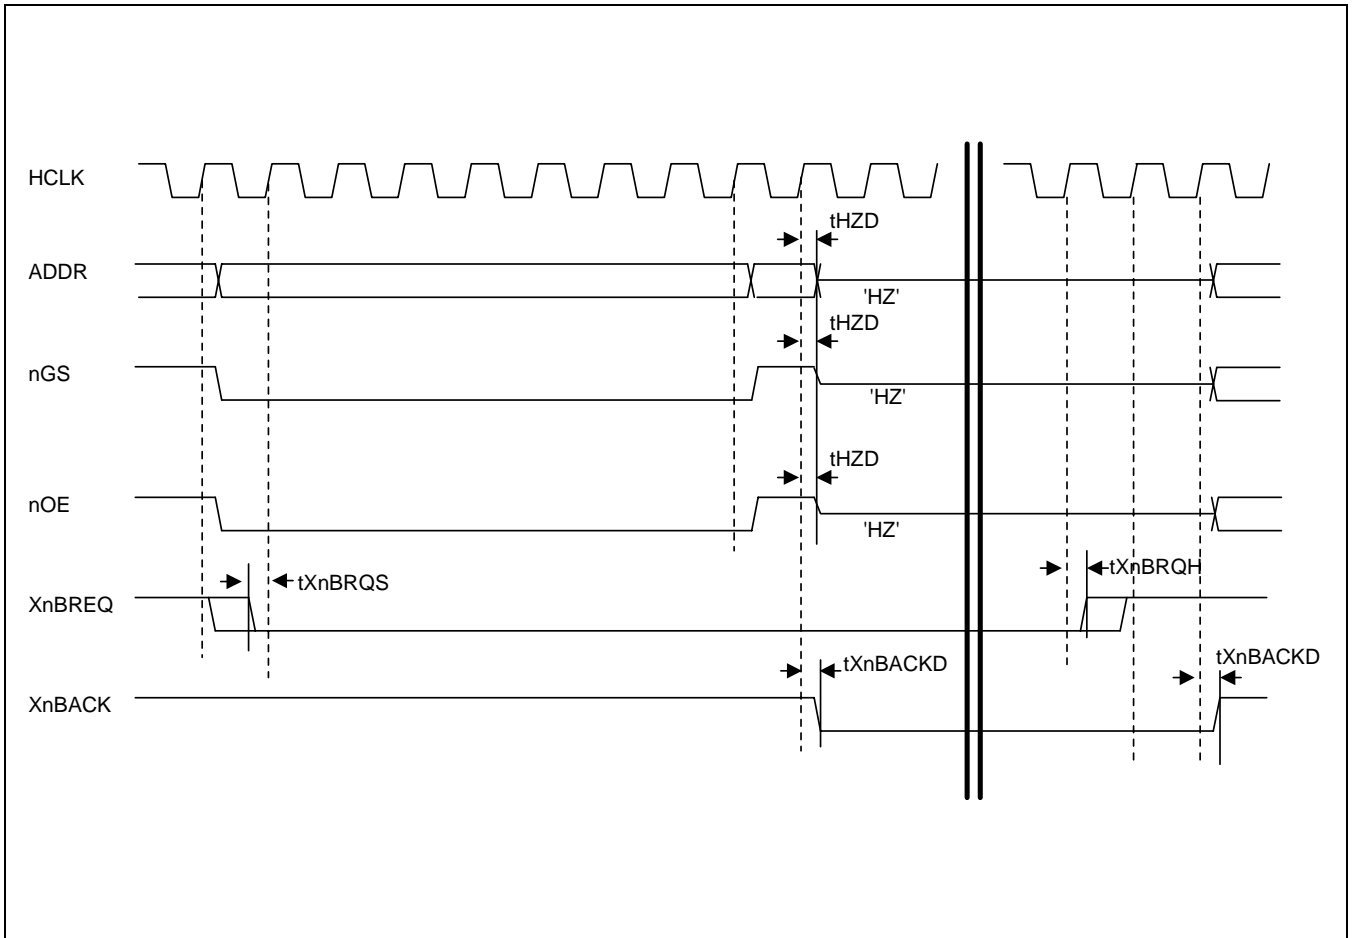 HCLK
tHZD
ADDR
'HZ'
tHZD
nGS
'HZ'
tHZD
nOE
'HZ'
tXnBRQS
tXnBRQH
XnBREQ
tXnBACKD
tXnBACKD
XnBACK